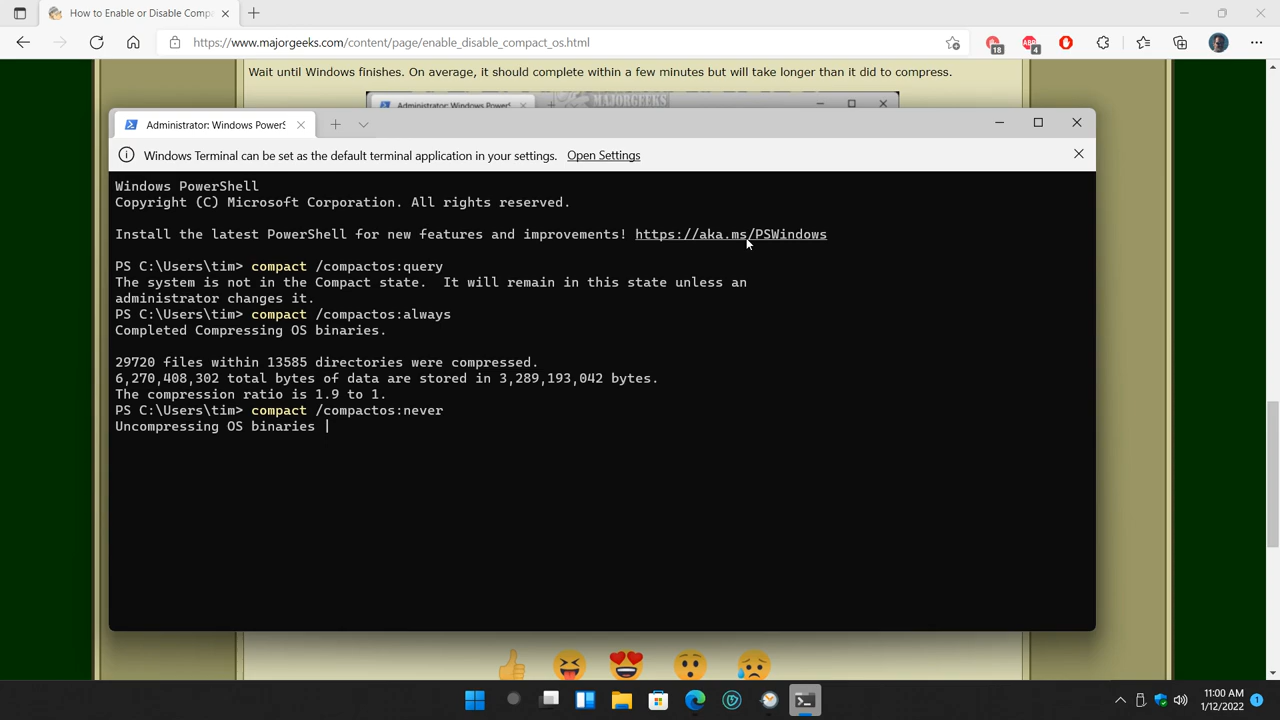 How to Enable or Disable Comp
https://www.majorgeeks.com/content/page/enable_disable_compact_os.html
18
ABP
4
Wait until Windows finishes. On average, it should complete within a few minutes but will take longer than it did to compress.
Administrator: Windows PowerS
MAJORGEEKS
Administrator: Windows PowerS
Windows Terminal can be set as the default terminal application in your settings. Open Settings
Windows PowerShell
Copyright (C) Microsoft Corporation. All rights reserved.
Install the latest PowerShell for new features and improvements! https://aka.ms/PSWindows
PS C:\Users\tim> compact /compactos:query
The system is not in the Compact state.  It will remain in this state unless an
administrator changes it.
PS C:\Users\tim> compact /compactos:always
Completed Compressing OS binaries.
29720 files within 13585 directories were compressed.
6,270,408,302 total bytes of data are stored in 3,289,193,042 bytes.
The compression ratio is 1.9 to 1.
PS C:\Users\tim> compact /compactos:never
Uncompressing OS binaries |
11:00 AM
1/12/2022
1